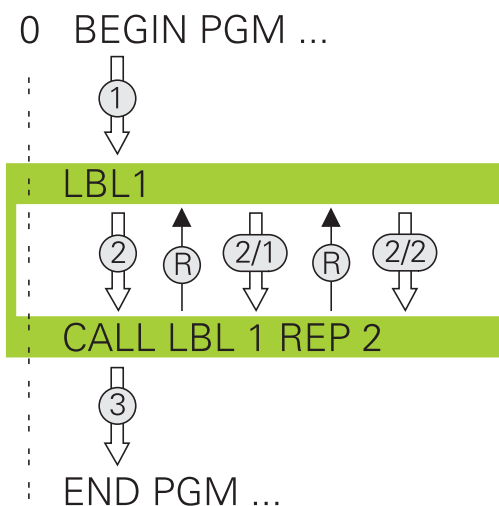 0 BEGIN PGM ...
1
LBL1
2 R 2/1 R 2/2
CALL LBL 1 REP 2
3
END PGM ...